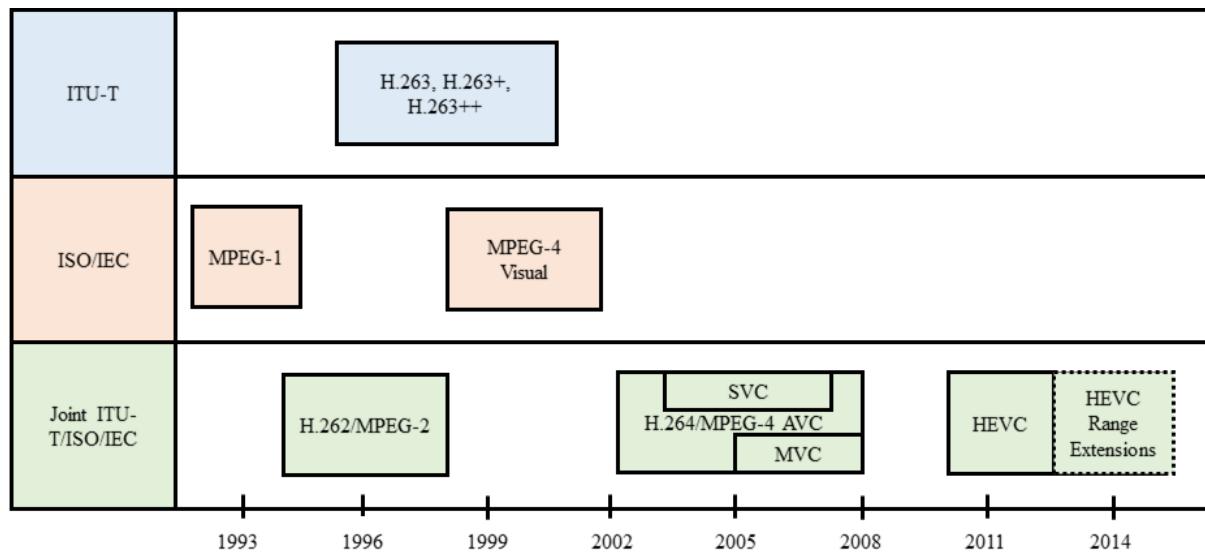 ITU-T
H.263, H.263+,
H.263++
ISO/IEC
MPEG-1
MPEG-4
Visual
Joint ITU-
T/ISO/IEC
H.262/MPEG-2
SVC
H.264/MPEG-4 AVC
MVC
HEVC
HEVC
Range
Extensions
1993 1996 1999 2002 2005 2008 2011 2014